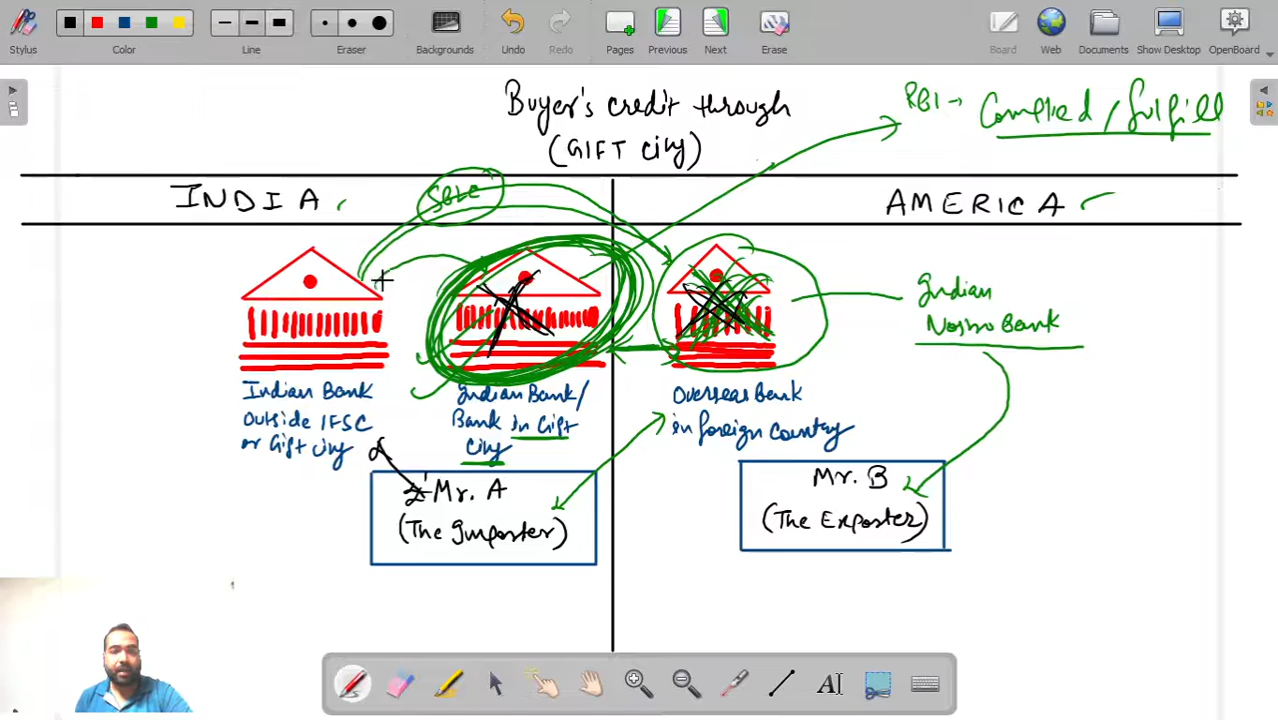 Stylus
Color
Line
Eraser
Backgrounds
Undo
Redo
Pages
Previous
Next
Erase
Board
Web
Documents
Show Desktop
OpenBoard
Buyer's credit through
(GIFT City)
RBI → Complied / fulfill
INDIA
SBLC
AMERICA
Indian Bank
Outside IFSC
or Gift City
Indian Bank/
Bank in Gift
City
Overseas Bank
in foreign Country
Indian
Nostro Bank
Mr. A
(The Importer)
Mr. B
(The Exporter)